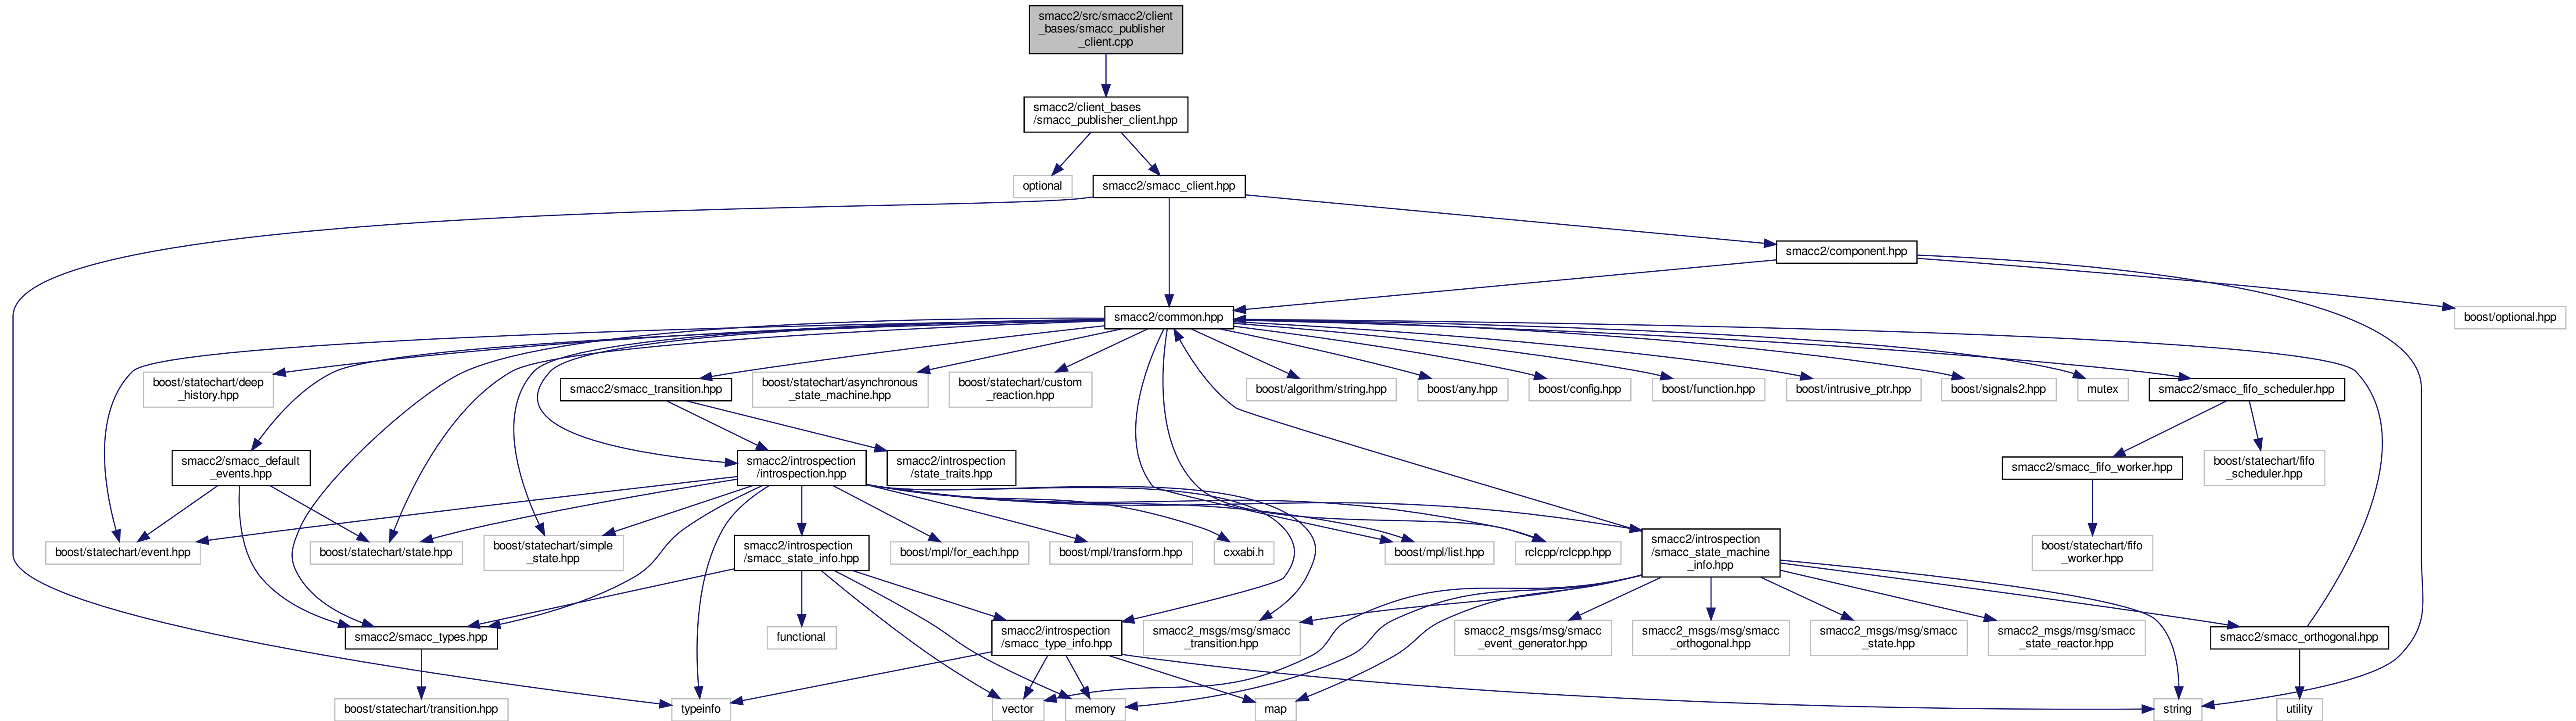 smacc2/src/smacc2/client
_bases/smacc_publisher
_client.cpp
smacc2/client_bases
/smacc_publisher_client.hpp
optional
smacc2/smacc_client.hpp
smacc2/component.hpp
smacc2/common.hpp
boost/optional.hpp
boost/statechart/deep
_history.hpp
smacc2/smacc_transition.hpp
boost/statechart/asynchronous
_state_machine.hpp
boost/statechart/custom
_reaction.hpp
boost/algorithm/string.hpp
boost/any.hpp
boost/config.hpp
boost/function.hpp
boost/intrusive_ptr.hpp
boost/signals2.hpp
mutex
smacc2/smacc_fifo_scheduler.hpp
smacc2/smacc_default
_events.hpp
smacc2/introspection
/introspection.hpp
smacc2/introspection
/state_traits.hpp
smacc2/smacc_fifo_worker.hpp
boost/statechart/fifo
_scheduler.hpp
boost/statechart/event.hpp
boost/statechart/state.hpp
boost/statechart/simple
_state.hpp
smacc2/introspection
/smacc_state_info.hpp
boost/mpl/for_each.hpp
boost/mpl/transform.hpp
cxxabi.h
boost/mpl/list.hpp
rclcpp/rclcpp.hpp
smacc2/introspection
/smacc_state_machine
_info.hpp
boost/statechart/fifo
_worker.hpp
smacc2/smacc_types.hpp
functional
smacc2/introspection
/smacc_type_info.hpp
smacc2_msgs/msg/smacc
_transition.hpp
smacc2_msgs/msg/smacc
_event_generator.hpp
smacc2_msgs/msg/smacc
_orthogonal.hpp
smacc2_msgs/msg/smacc
_state.hpp
smacc2_msgs/msg/smacc
_state_reactor.hpp
smacc2/smacc_orthogonal.hpp
boost/statechart/transition.hpp
typeinfo
vector
memory
map
string
utility